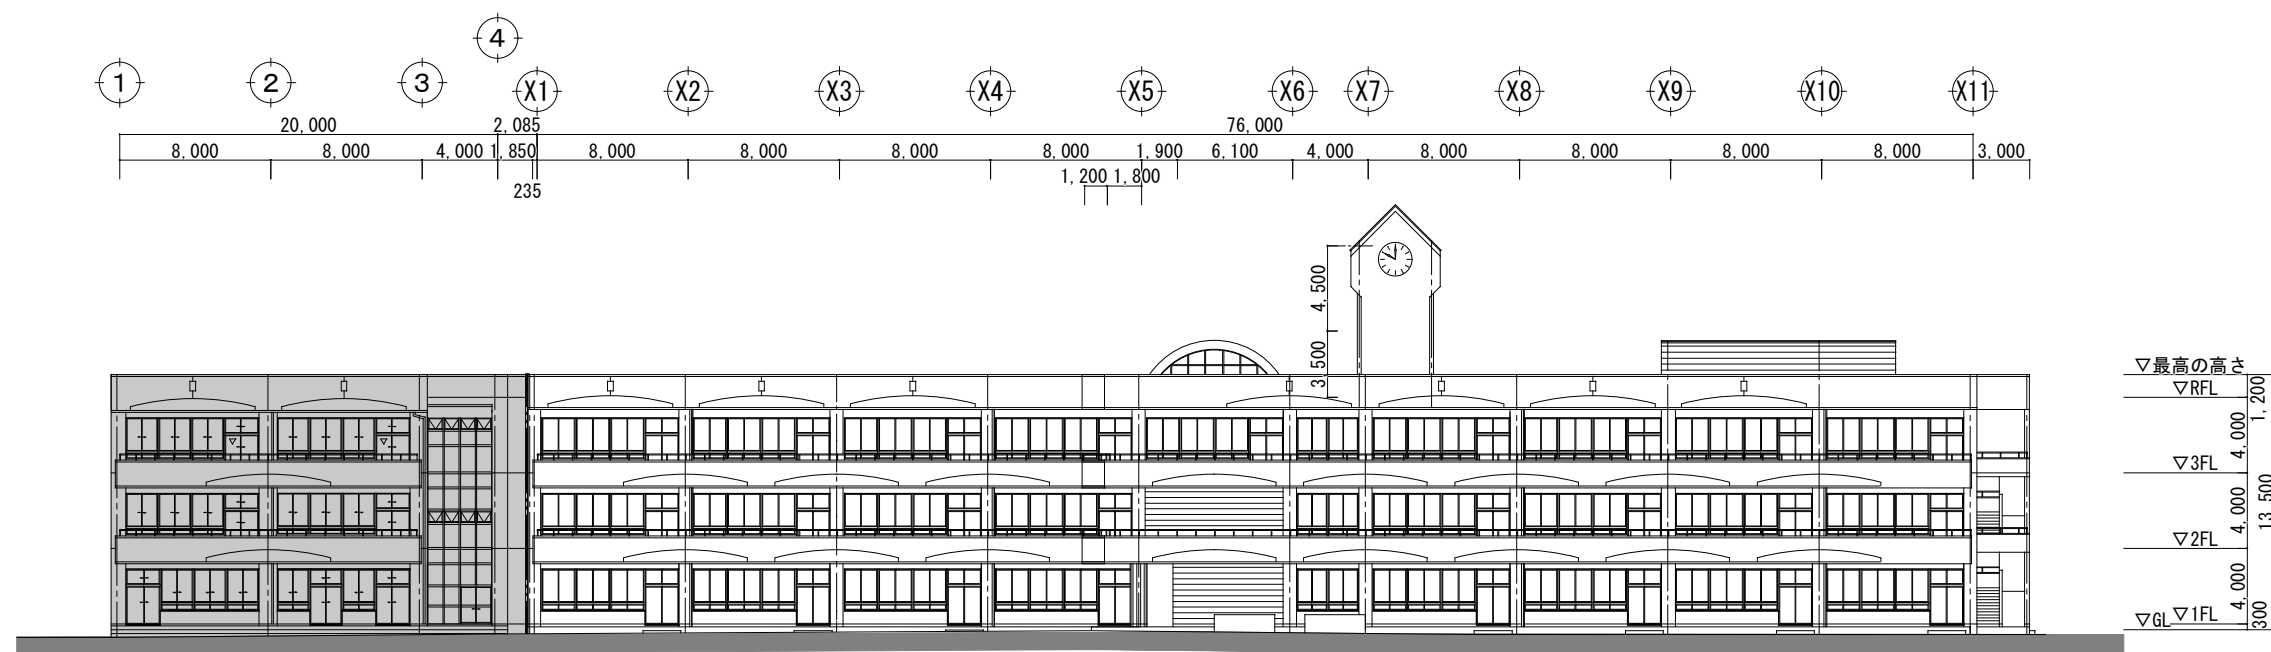 4
1 2 3 X1 X2 X3 X4 X5 X6 X7 X8 X9 X10 X11
20,000 2,085 76,000
8,000 8,000 4,000 1,850 8,000 8,000 8,000 8,000 1,900 6,100 4,000 8,000 8,000 8,000 8,000 3,000
235 1,200 1,800
4,500
3,500
▽最高の高さ
▽RFL
1,200
4,000
▽3FL
4,000
13,500
▽2FL
4,000
▽GL ▽1FL
300